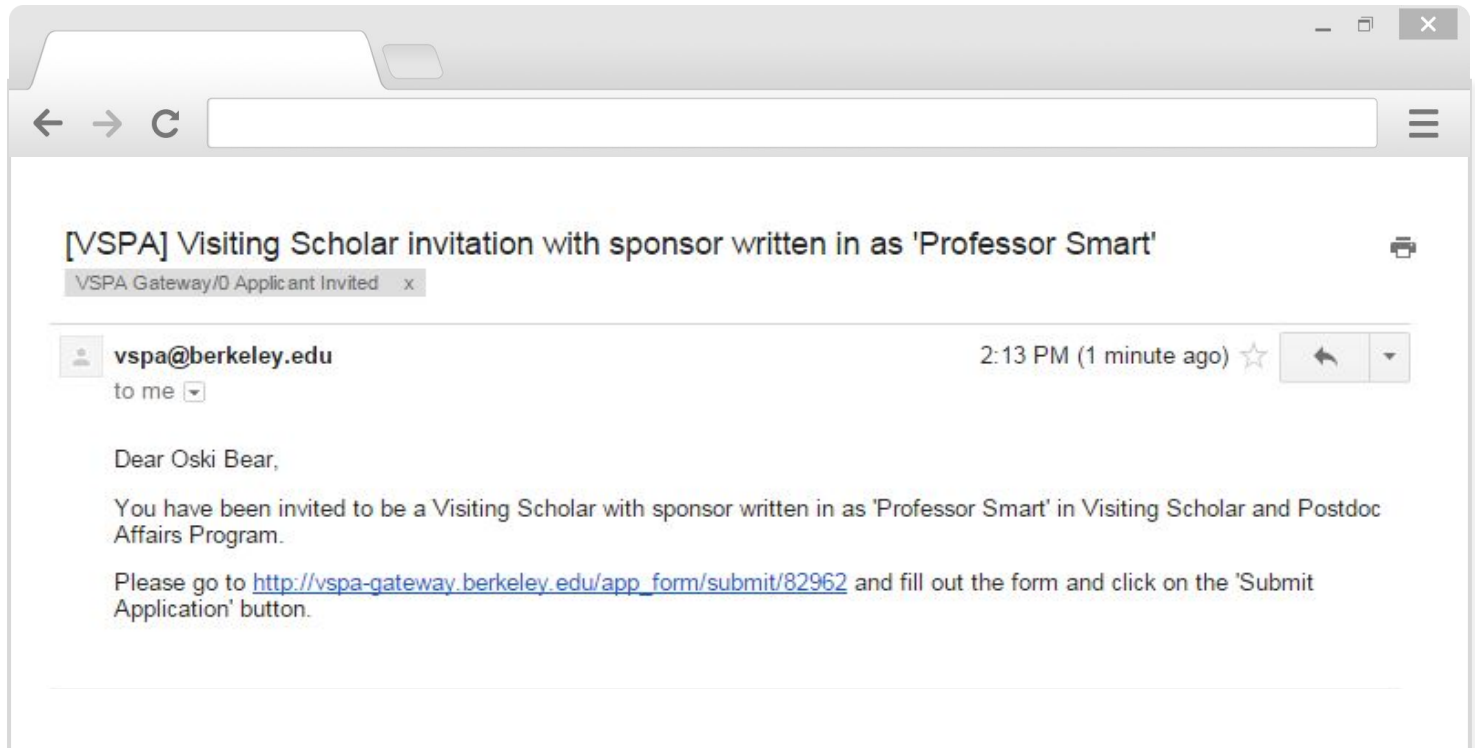 [VSPA] Visiting Scholar invitation with sponsor written in as 'Professor Smart'
VSPA Gateway/0 Applicant Invited x
vspa@berkeley.edu
2:13 PM (1 minute ago)
to me
Dear Oski Bear,
You have been invited to be a Visiting Scholar with sponsor written in as 'Professor Smart' in Visiting Scholar and Postdoc
Affairs Program.
Please go to http://vspa-gateway.berkeley.edu/app_form/submit/82962 and fill out the form and click on the 'Submit
Application' button.